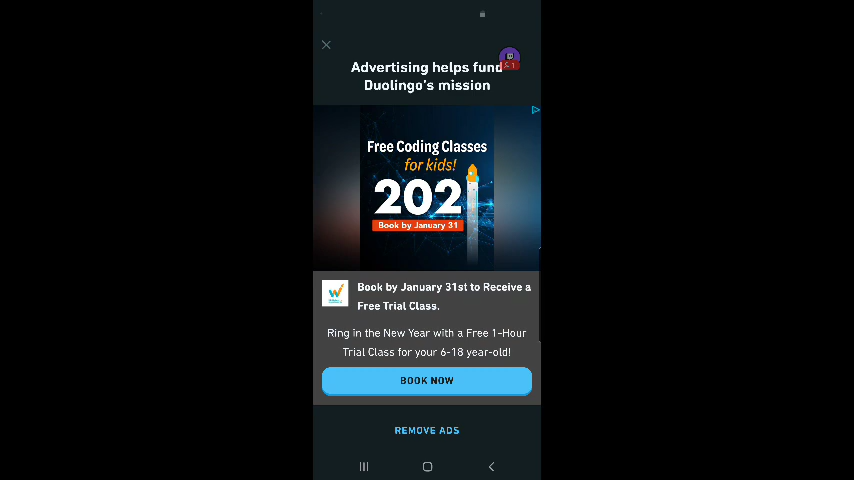 Advertising helps fund
Duolingo's mission
Free Coding Classes
for kids!
202
Book by January 31
Book by January 31st to Receive a
Free Trial Class.
Ring in the New Year with a Free 1-Hour
Trial Class for your 6-18 year-old!
BOOK NOW
REMOVE ADS